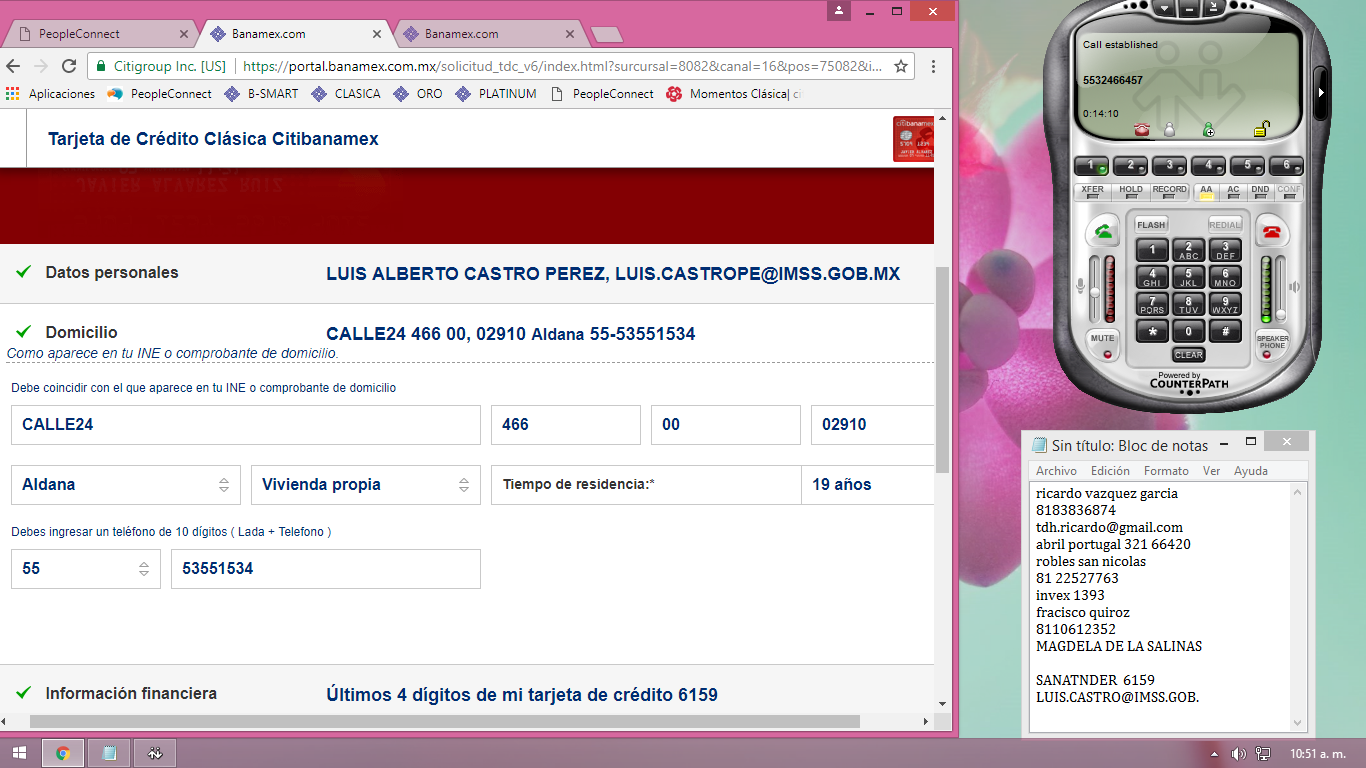 PeopleConnect
Banamex.com
Banamex.com
Citigroup Inc. [US]
https://portal.banamex.com.mx/solicitud_tdc_v6/index.html?surcursal=8082&canal=16&pos=75082&i...
Aplicaciones
PeopleConnect
B-SMART
CLASICA
ORO
PLATINUM
PeopleConnect
Momentos Clásica| ci
Tarjeta de Crédito Clásica Citibanamex
Datos personales
LUIS ALBERTO CASTRO PEREZ, LUIS.CASTROPE@IMSS.GOB.MX
Domicilio
CALLE24 466 00, 02910 Aldana 55-53551534
Como aparece en tu INE o comprobante de domicilio.
Debe coincidir con el que aparece en tu INE o comprobante de domicilio
CALLE24
466
00
02910
Aldana
Vivienda propia
Tiempo de residencia:*
19 años
Debes ingresar un teléfono de 10 dígitos ( Lada + Telefono )
55
53551534
Información financiera
Últimos 4 dígitos de mi tarjeta de crédito 6159
Call established
5532466457
0:14:10
1 2 3 4 5 6
XFER HOLD RECORD AA AC DND CONF
FLASH REDIAL
1
2 ABC
3 DEF
4 GHI
5 JKL
6 MNO
7 PQRS
8 TUV
9 WXYZ
* 0 #
MUTE
CLEAR
SPEAKER PHONE
Powered by
COUNTERPATH
Sin título: Bloc de notas
Archivo Edición Formato Ver Ayuda
ricardo vazquez garcia
8183836874
tdh.ricardo@gmail.com
abril portugal 321 66420
robles san nicolas
81 22527763
invex 1393
fracisco quiroz
8110612352
MAGDELA DE LA SALINAS
SANATNDER 6159
LUIS.CASTRO@IMSS.GOB.
10:51 a. m.